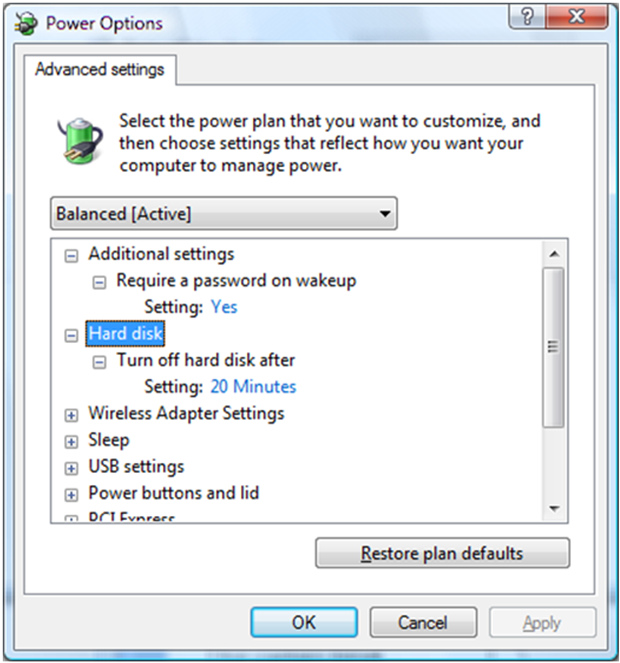 Power Options
?
Advanced settings
Select the power plan that you want to customize, and
then choose settings that reflect how you want your
computer to manage power.
Balanced [Active]
Additional settings
Require a password on wakeup
Setting: Yes
Hard disk
Turn off hard disk after
Setting: 20 Minutes
Wireless Adapter Settings
Sleep
USB settings
Power buttons and lid
PCI Express
Restore plan defaults
OK
Cancel
Apply